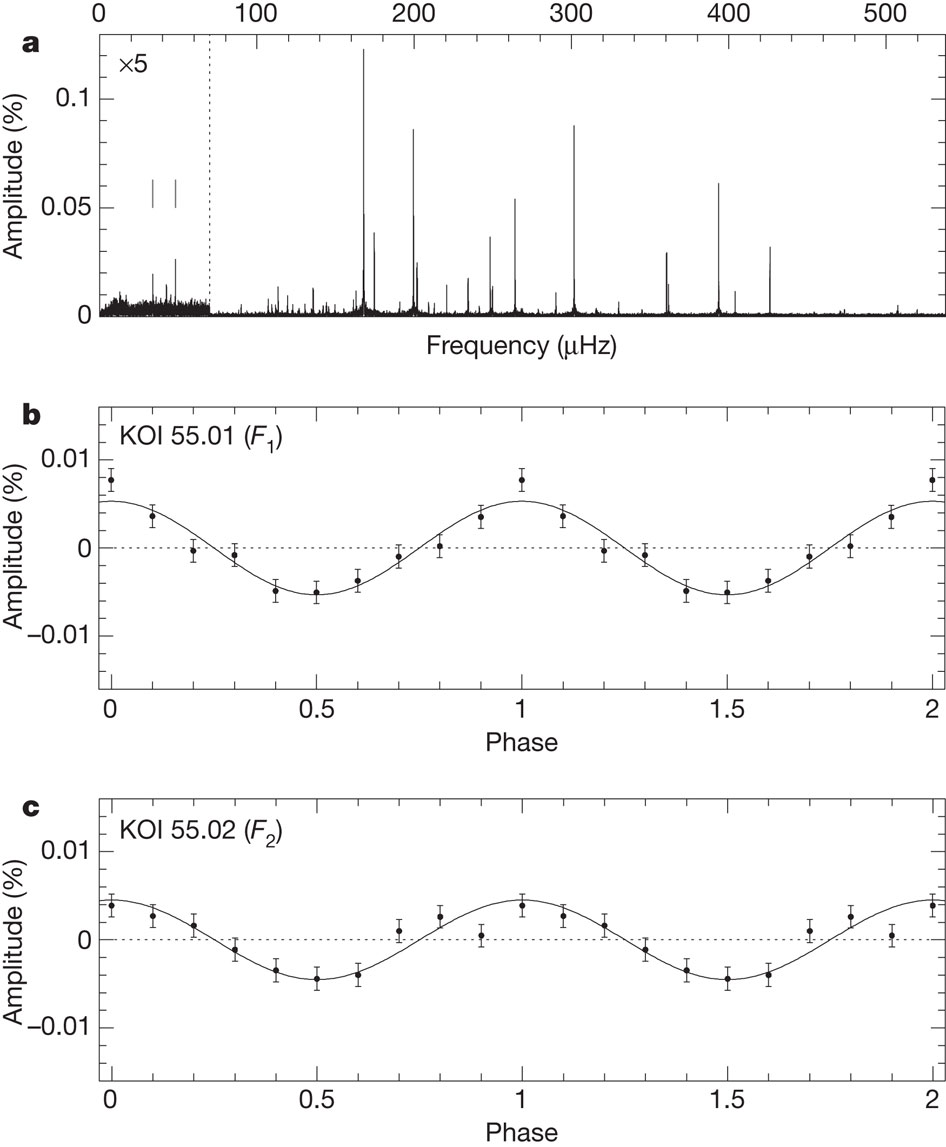 0 100 200 300 400 500
a
×5
Amplitude (%)
0.1
0.05
0
Frequency (μHz)
b
KOI 55.01 (F1)
Amplitude (%)
0.01
0
−0.01
0 0.5 1 1.5 2
Phase
c
KOI 55.02 (F2)
Amplitude (%)
0.01
0
−0.01
0 0.5 1 1.5 2
Phase